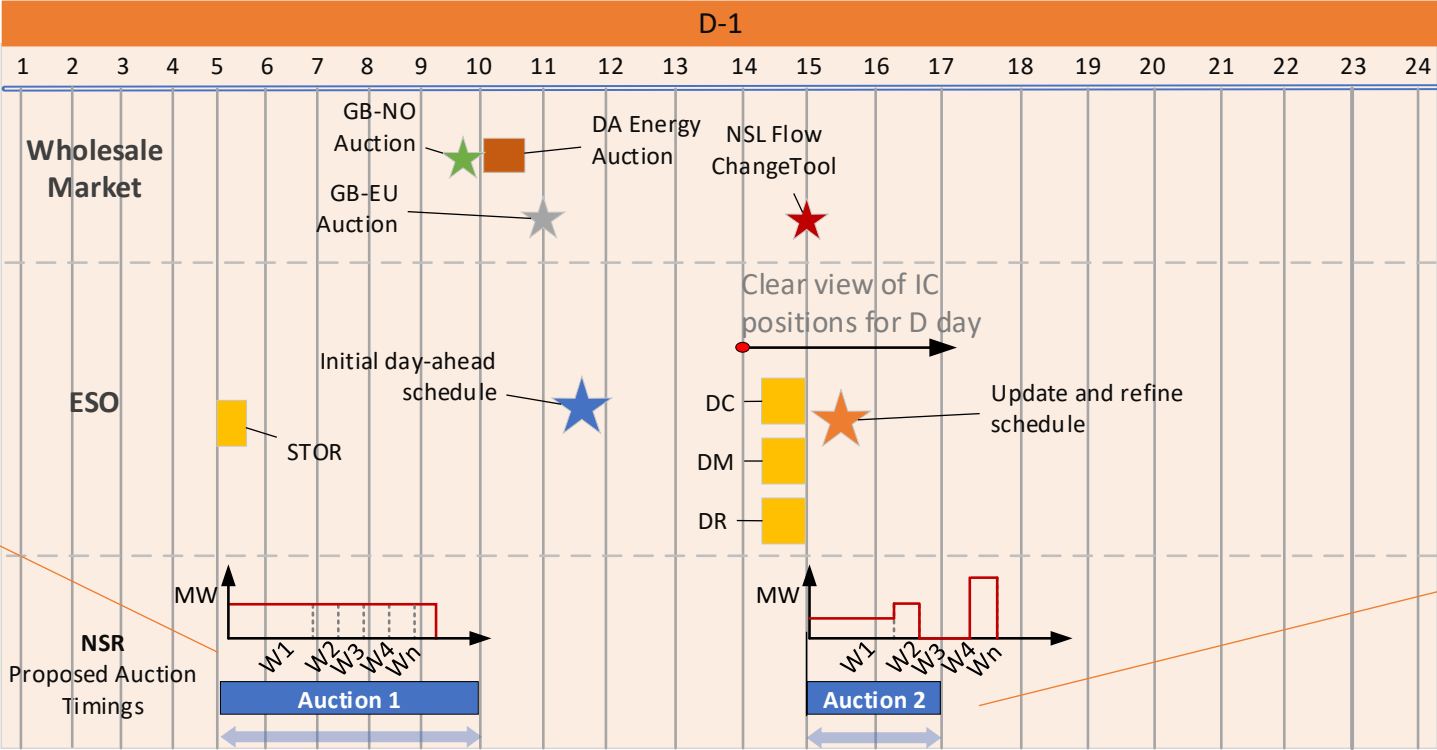 D-1
1 2 3 4 5 6 7 8 9 10 11 12 13 14 15 16 17 18 19 20 21 22 23 24
Wholesale
Market
GB-NO
Auction
DA Energy
Auction
GB-EU
Auction
NSL Flow
ChangeTool
ESO
STOR
Initial day-ahead
schedule
Clear view of IC
positions for D day
DC
DM
DR
Update and refine
schedule
NSR
Proposed Auction
Timings
MW
W1 W2 W3 W4 Wn
Auction 1
MW
W1 W2 W3 W4 Wn
Auction 2